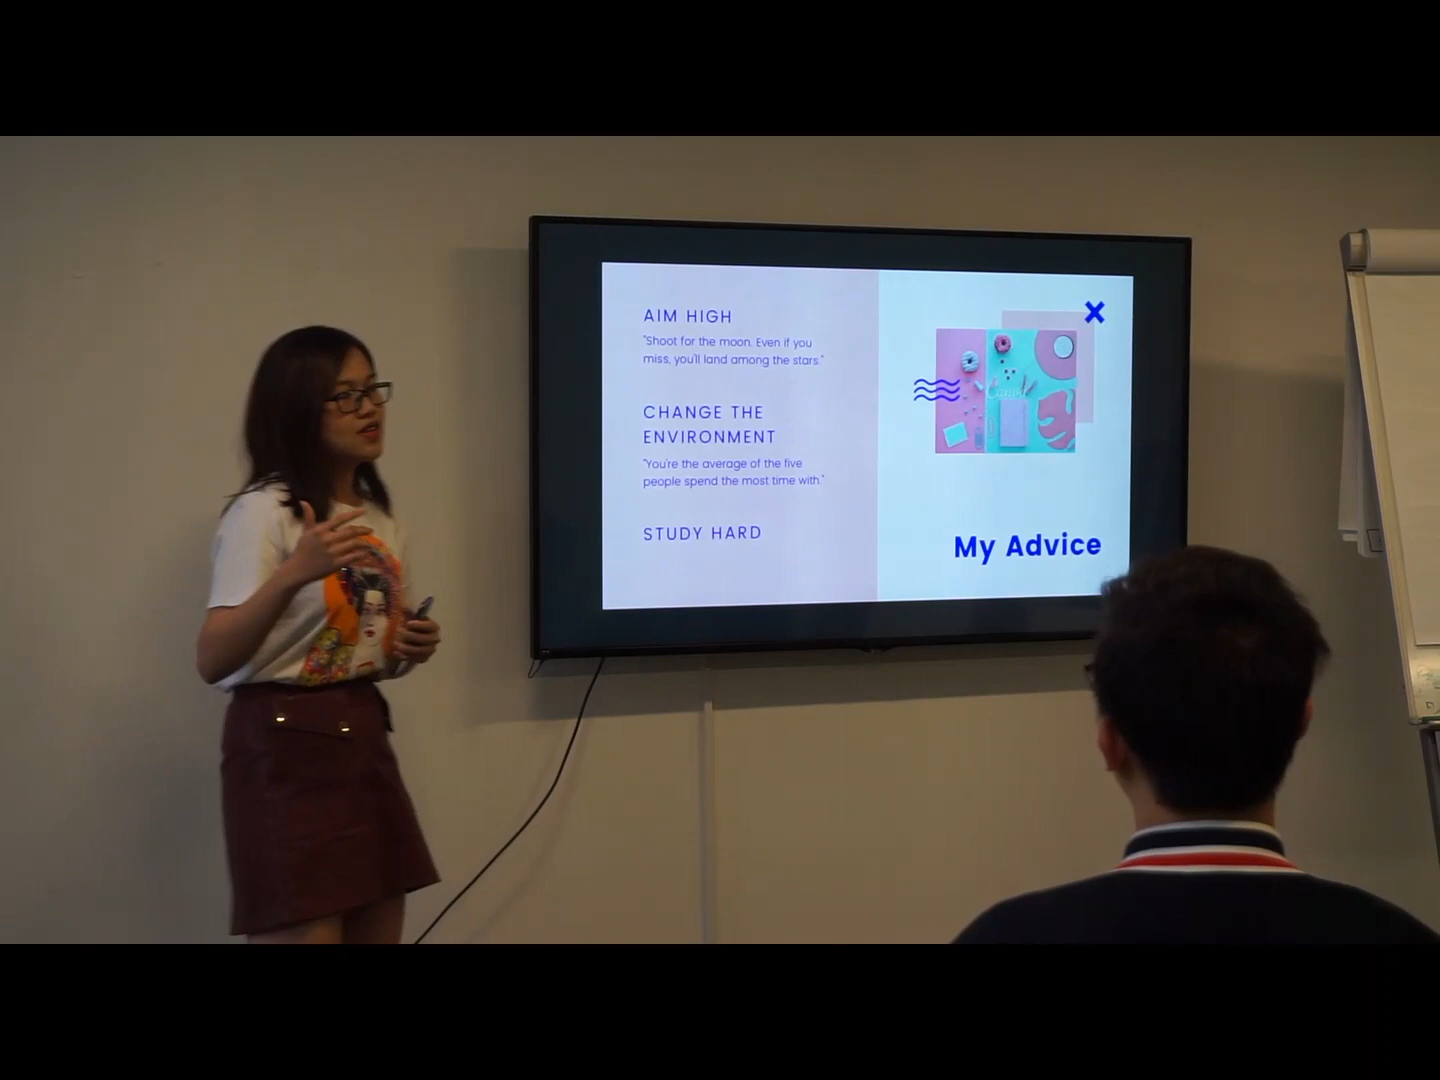 AIM HIGH
"Shoot for the moon. Even if you
miss, you'll land among the stars."
CHANGE THE
ENVIRONMENT
"You're the average of the five
people spend the most time with."
STUDY HARD
My Advice